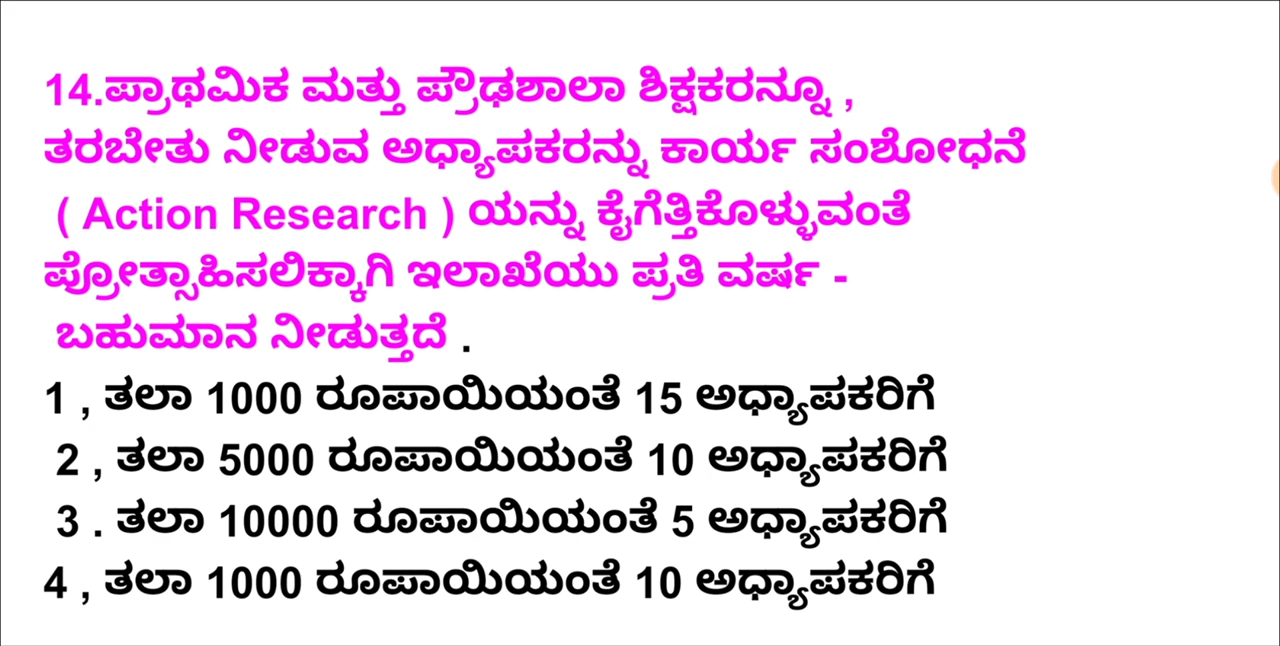 14.ಪ್ರಾಥಮಿಕ ಮತ್ತು ಪ್ರೌಢಶಾಲಾ ಶಿಕ್ಷಕರನ್ನೂ ,
ತರಬೇತು ನೀಡುವ ಅಧ್ಯಾಪಕರನ್ನು ಕಾರ್ಯ ಸಂಶೋಧನೆ
( Action Research ) ಯನ್ನು ಕೈಗೆತ್ತಿಕೊಳ್ಳುವಂತೆ
ಪ್ರೋತ್ಸಾಹಿಸಲಿಕ್ಕಾಗಿ ಇಲಾಖೆಯು ಪ್ರತಿ ವರ್ಷ -
ಬಹುಮಾನ ನೀಡುತ್ತದೆ .
1 , ತಲಾ 1000 ರೂಪಾಯಿಯಂತೆ 15 ಅಧ್ಯಾಪಕರಿಗೆ
2 , ತಲಾ 5000 ರೂಪಾಯಿಯಂತೆ 10 ಅಧ್ಯಾಪಕರಿಗೆ
3 . ತಲಾ 10000 ರೂಪಾಯಿಯಂತೆ 5 ಅಧ್ಯಾಪಕರಿಗೆ
4 , ತಲಾ 1000 ರೂಪಾಯಿಯಂತೆ 10 ಅಧ್ಯಾಪಕರಿಗೆ